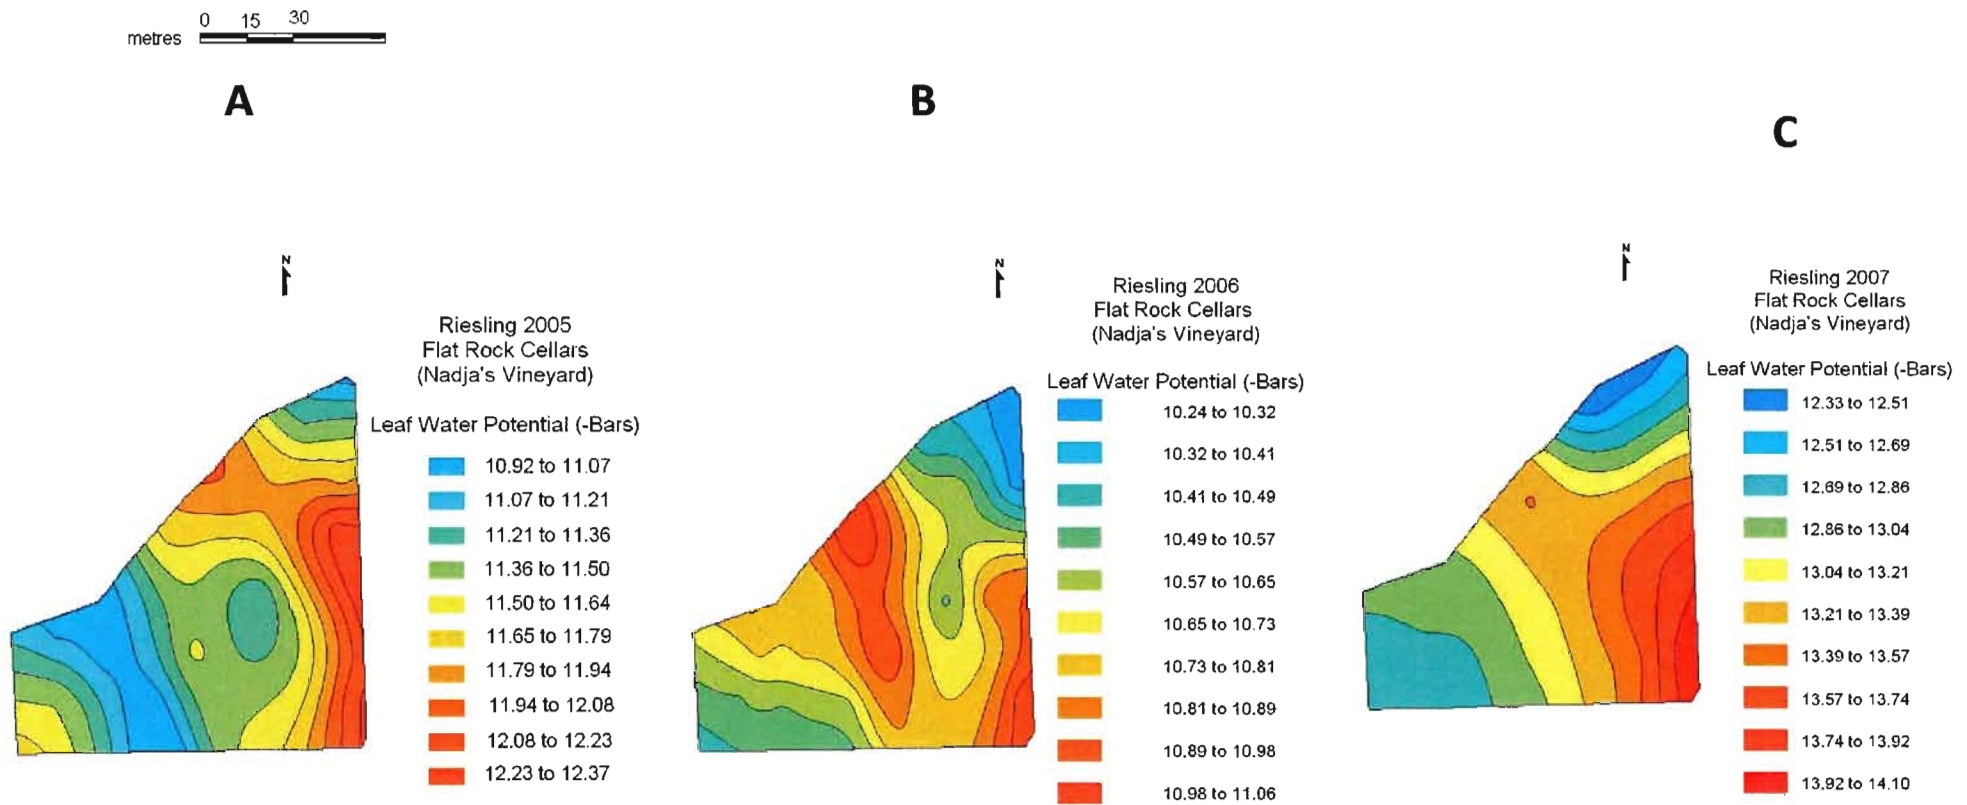 0 15 30
metres
A
B
C
N
Riesling 2005
Flat Rock Cellars
(Nadja's Vineyard)
Leaf Water Potential (-Bars)
10.92 to 11.07
11.07 to 11.21
11.21 to 11.36
11.36 to 11.50
11.50 to 11.64
11.65 to 11.79
11.79 to 11.94
11.94 to 12.08
12.08 to 12.23
12.23 to 12.37
N
Riesling 2006
Flat Rock Cellars
(Nadja's Vineyard)
Leaf Water Potential (-Bars)
10.24 to 10.32
10.32 to 10.41
10.41 to 10.49
10.49 to 10.57
10.57 to 10.65
10.65 to 10.73
10.73 to 10.81
10.81 to 10.89
10.89 to 10.98
10.98 to 11.06
N
Riesling 2007
Flat Rock Cellars
(Nadja's Vineyard)
Leaf Water Potential (-Bars)
12.33 to 12.51
12.51 to 12.69
12.69 to 12.86
12.86 to 13.04
13.04 to 13.21
13.21 to 13.39
13.39 to 13.57
13.57 to 13.74
13.74 to 13.92
13.92 to 14.10